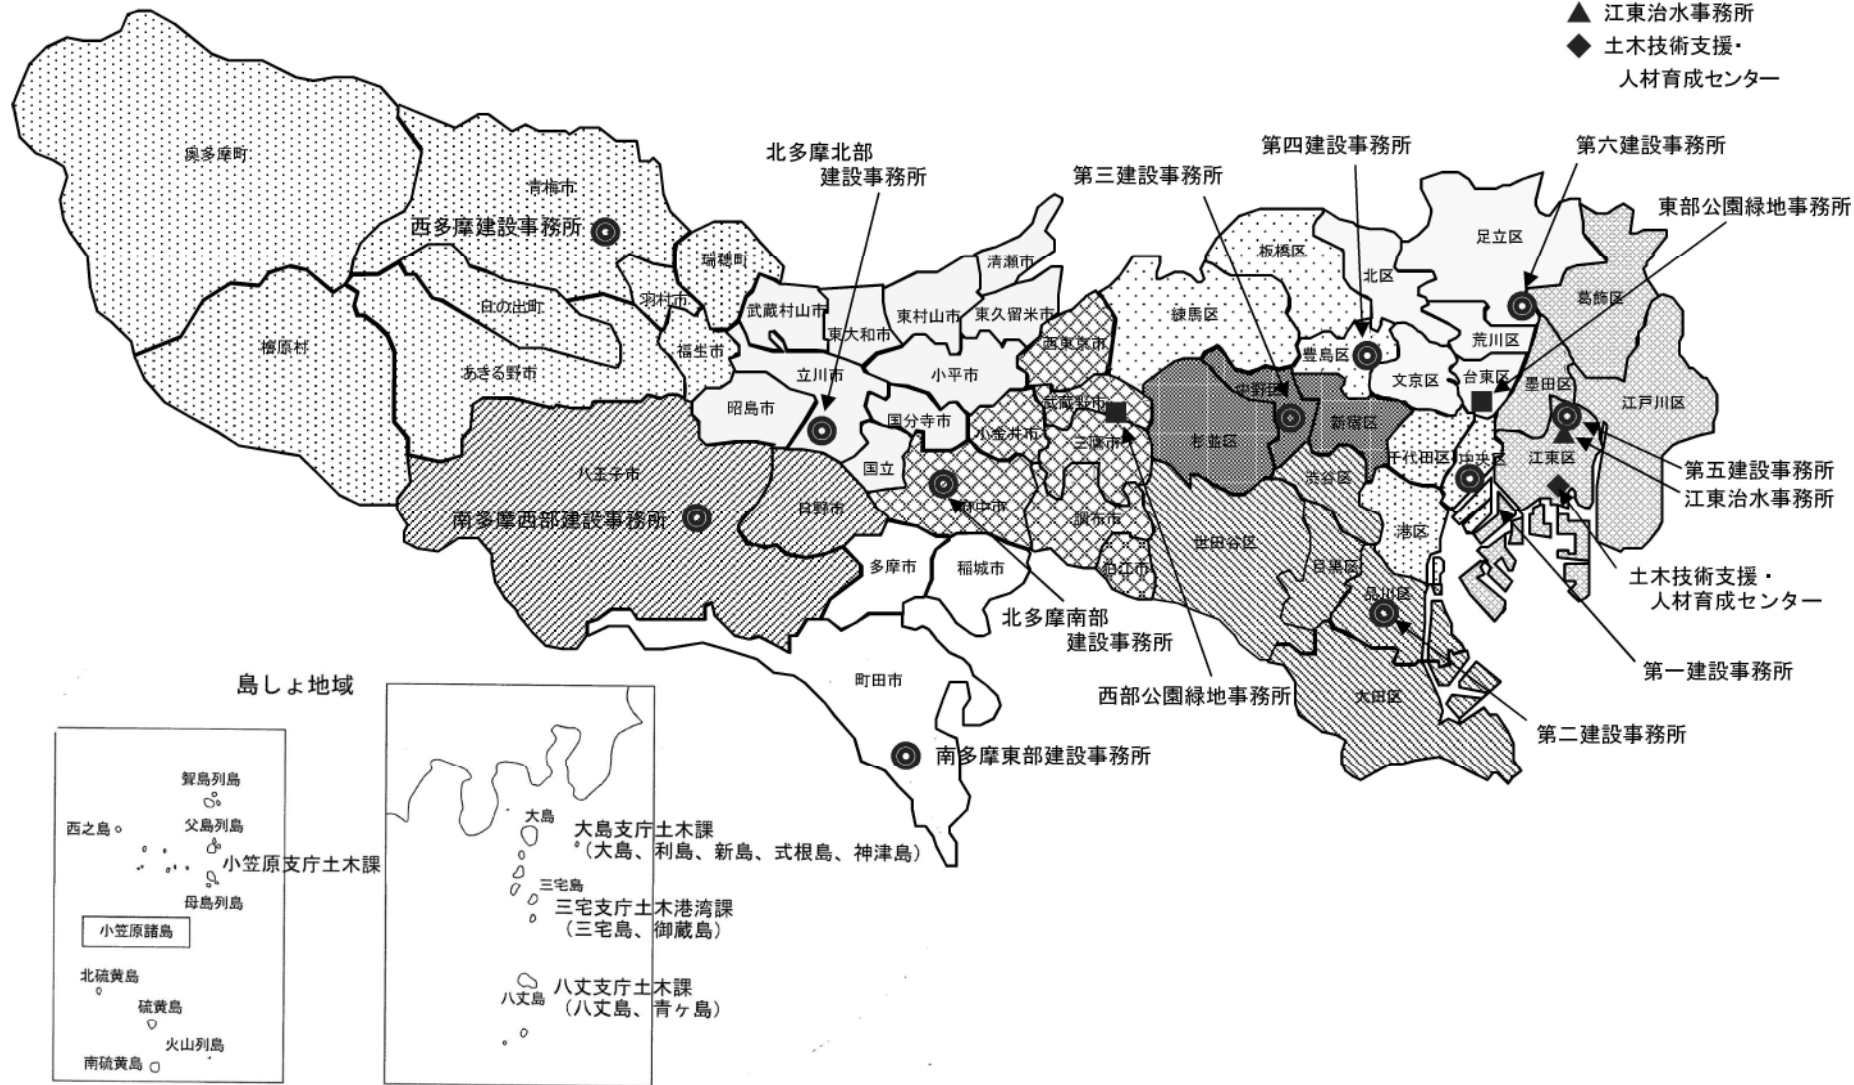 ▲ 江東治水事務所
◆ 土木技術支援・
人材育成センター
第四建設事務所
第六建設事務所
北多摩北部
建設事務所
第三建設事務所
東部公園緑地事務所
奥多摩町
青梅市
西多摩建設事務所
瑞穂町
羽村市
日の出町
武蔵村山市
東大和市
東村山市
清瀬市
東久留米市
西東京市
練馬区
板橋区
北区
足立区
葛飾区
荒川区
豊島区
文京区
台東区
墨田区
江戸川区
檜原村
あきる野市
福生市
立川市
小平市
昭島市
国分寺市
小金井市
武蔵野市
三鷹市
杉並区
中野区
新宿区
千代田区
中央区
江東区
第五建設事務所
江東治水事務所
八王子市
南多摩西部建設事務所
日野市
国立
府中市
調布市
狛江市
渋谷区
世田谷区
目黒区
港区
品川区
多摩市
稲城市
北多摩南部
建設事務所
土木技術支援・
人材育成センター
第一建設事務所
西部公園緑地事務所
大田区
第二建設事務所
町田市
南多摩東部建設事務所
島しょ地域
聟島列島
西之島
父島列島
小笠原支庁土木課
母島列島
小笠原諸島
北硫黄島
硫黄島
火山列島
南硫黄島
大島
大島支庁土木課
（大島、利島、新島、式根島、神津島）
三宅島
三宅支庁土木港湾課
（三宅島、御蔵島）
八丈島
八丈支庁土木課
（八丈島、青ヶ島）